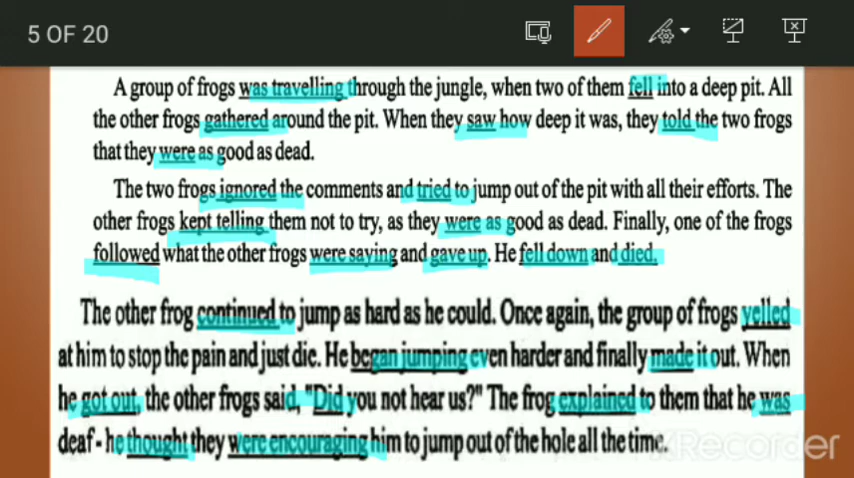 5 OF 20
A group of frogs was travelling through the jungle, when two of them fell into a deep pit. All
the other frogs gathered around the pit. When they saw how deep it was, they told the two frogs
that they were as good as dead.
The two frogs ignored the comments and tried to jump out of the pit with all their efforts. The
other frogs kept telling them not to try, as they were as good as dead. Finally, one of the frogs
followed what the other frogs were saying and gave up. He fell down and died.
The other frog continued to jump as hard as he could. Once again, the group of frogs yelled
at him to stop the pain and just die. He began jumping even harder and finally made it out. When
he got out, the other frogs said, "Did you not hear us?" The frog explained to them that he was
deaf - he thought they were encouraging him to jump out of the hole all the time.
XRecorder